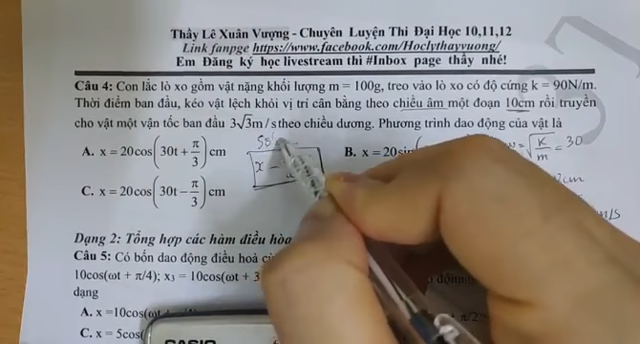 Thầy Lê Xuân Vượng - Chuyên Luyện Thi Đại Học 10,11,12
Link fanpge https://www.facebook.com/Hoclythayvuong/
Em Đăng ký học livestream thì #Inbox page thầy nhé!
Câu 4: Con lắc lò xo gồm vật nặng khối lượng m = 100g, treo vào lò xo có độ cứng k = 90N/m.
Thời điểm ban đầu, kéo vật lệch khỏi vị trí cân bằng theo chiều âm một đoạn 10cm rồi truyền
cho vật một vận tốc ban đầu 3√3m/s theo chiều dương. Phương trình dao động của vật là
A. x = 20cos(30t + π/3) cm
B. x = 20sin(
= √(K/m) = 30
x -
cm
C. x = 20cos(30t - π/3) cm
m/s
Dạng 2: Tổng hợp các hàm điều hòa
Câu 5: Có bốn dao động điều hoà
10cos(ωt + π/4); x3 = 10cos(ωt + 3
dạng
A. x =10cos(ωt
π/2
C. x = 5cos(
CASIO